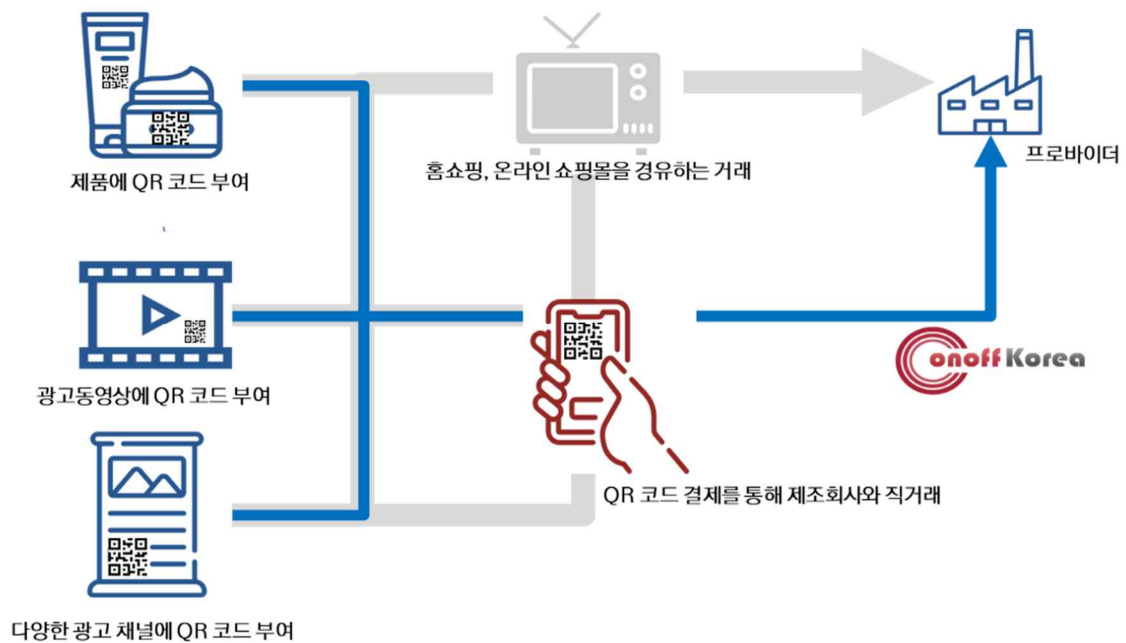 홈쇼핑, 온라인 쇼핑몰을 경유하는 거래
프로바이더
제품에 QR 코드 부여
광고동영상에 QR 코드 부여
onoff Korea
QR 코드 결제를 통해 제조회사와 직거래
다양한 광고 채널에 QR 코드 부여